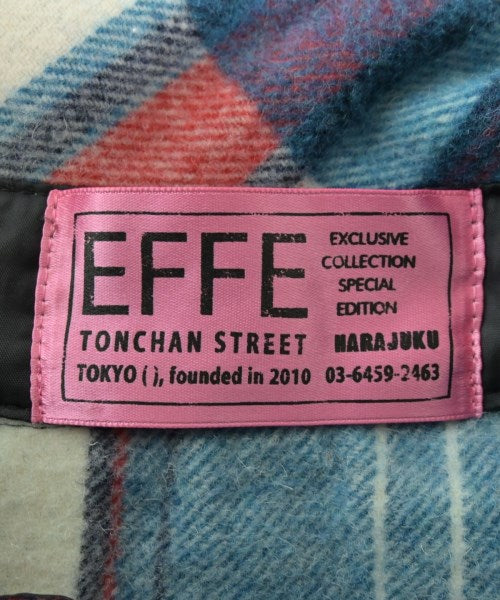 EFFE
EXCLUSIVE
COLLECTION
SPECIAL
EDITION
TONCHAN STREET HARAJUKU
TOKYO ( ), founded in 2010 03-6459-2463